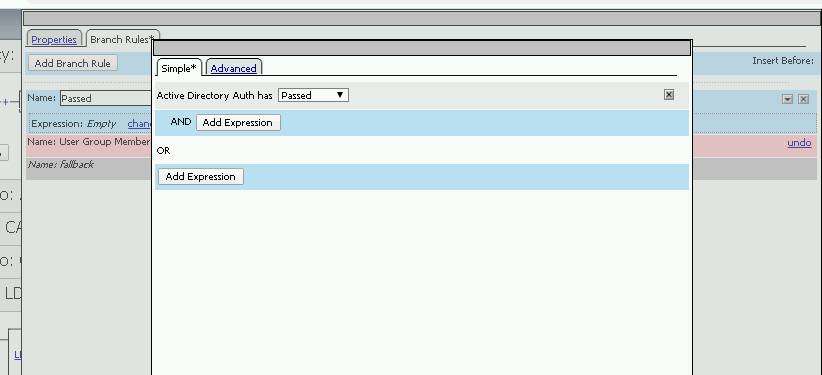 Properties Branch Rules*
cy:
Add Branch Rule
Insert Before:
Simple* Advanced
Name: Passed
Active Directory Auth has Passed
Expression: Empty
AND Add Expression
Name: User Group Member
undo
OR
Name: fallback
Add Expression
o:
CA
o:
LD